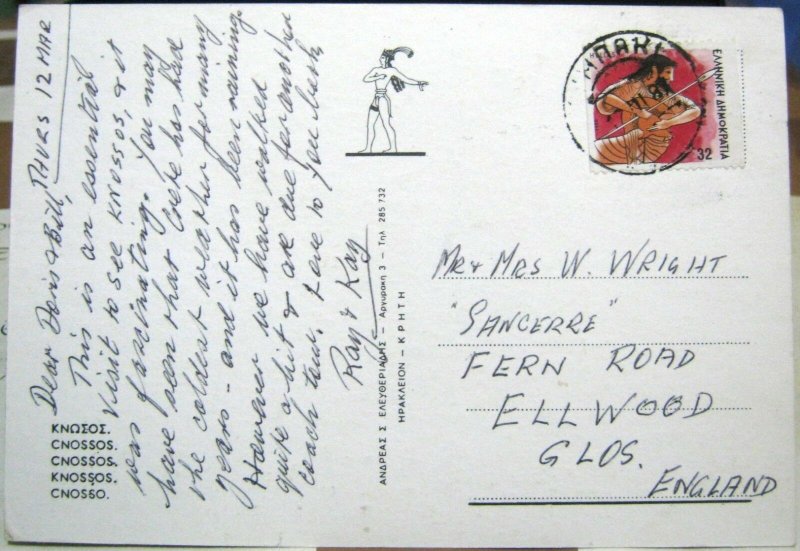 THURS 12 MAR
Dear Doris & Bill,
This is an essential
visit to see KNOSSOS, & it
was fascinating. You may
have seen that Crete has had
the coldest weather for many
years - and it has been raining.
However we have walked
quite a bit & are due for another
coach tour. Love to you both,
Ray & Kay
ΚΝΩΣΟΣ.
CNOSSOS.
CNOSSOS.
KNOSSOS.
CNOSSO.
ΑΝΔΡΕΑΣ Σ ΕΛΕΥΘΕΡΙΑΔΗΣ – Αργυράκη 3 – Τηλ 285 732
ΗΡΑΚΛΕΙΟΝ - ΚΡΗΤΗ
ΕΛΛΗΝΙΚΗ ΔΗΜΟΚΡΑΤΙΑ
32
MR & MRS W. WRIGHT
"SANCERRE"
FERN ROAD
ELLWOOD
GLOS.
ENGLAND